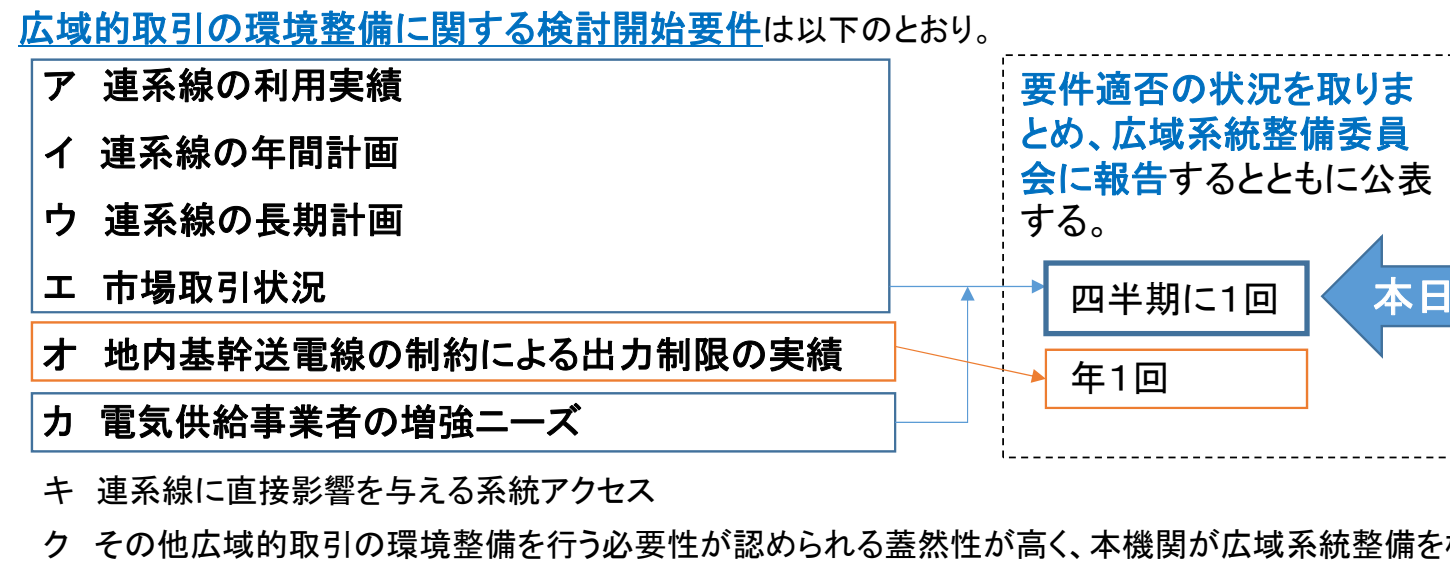 広域的取引の環境整備に関する検討開始要件は以下のとおり。
ア 連系線の利用実績
イ 連系線の年間計画
ウ 連系線の長期計画
エ 市場取引状況
オ 地内基幹送電線の制約による出力制限の実績
カ 電気供給事業者の増強ニーズ
キ 連系線に直接影響を与える系統アクセス
ク その他広域的取引の環境整備を行う必要性が認められる蓋然性が高く、本機関が広域系統整備を
要件適否の状況を取りま
とめ、広域系統整備委員
会に報告するとともに公表
する。
四半期に1回
年1回
本日